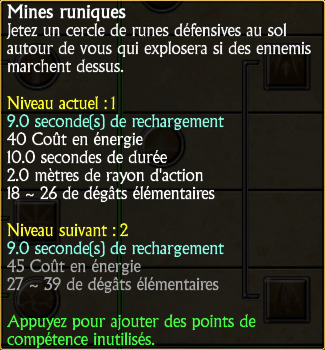 Mines runiques
Jetez un cercle de runes défensives au sol
autour de vous qui explosera si des ennemis
marchent dessus.
Niveau actuel : 1
9.0 seconde(s) de rechargement
40 Coût en énergie
10.0 secondes de durée
2.0 mètres de rayon d'action
18 ~ 26 de dégâts élémentaires
Niveau suivant : 2
9.0 seconde(s) de rechargement
45 Coût en énergie
27 ~ 39 de dégâts élémentaires
Appuyez pour ajouter des points de
compétence inutilisés.